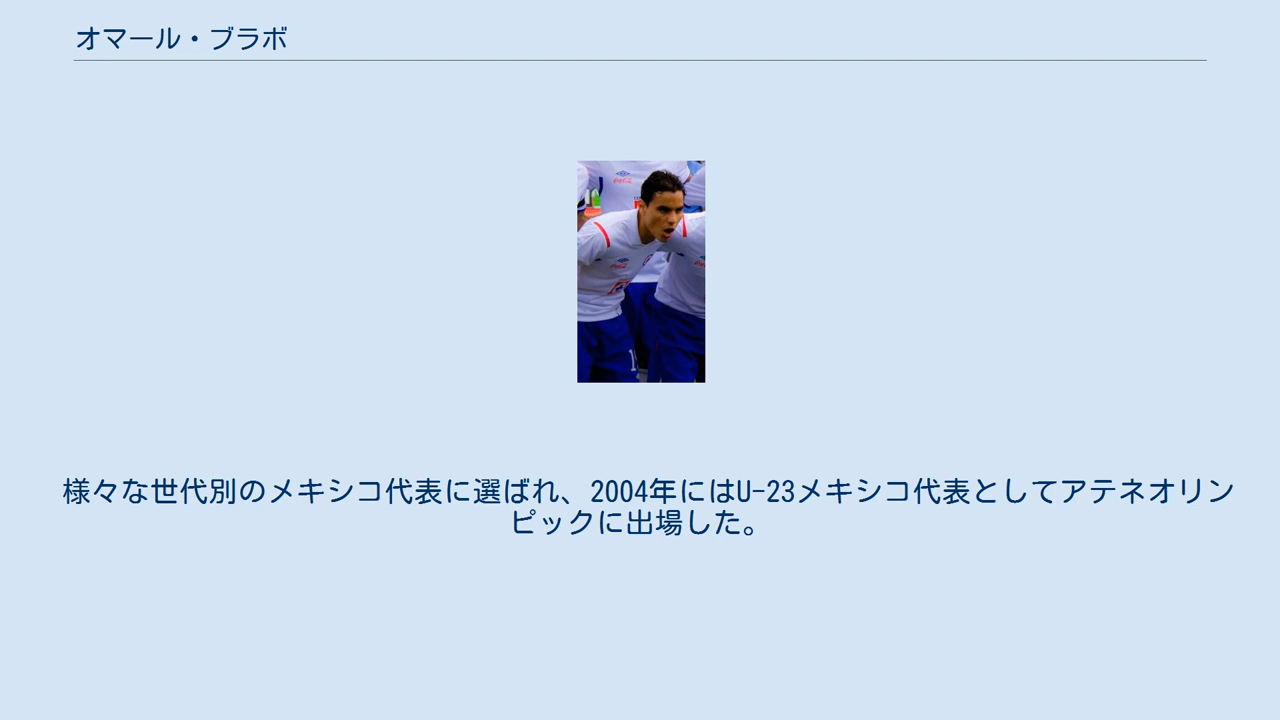 オマール・ブラボ
様々な世代別のメキシコ代表に選ばれ、2004年にはU-23メキシコ代表としてアテネオリン
ピックに出場した。